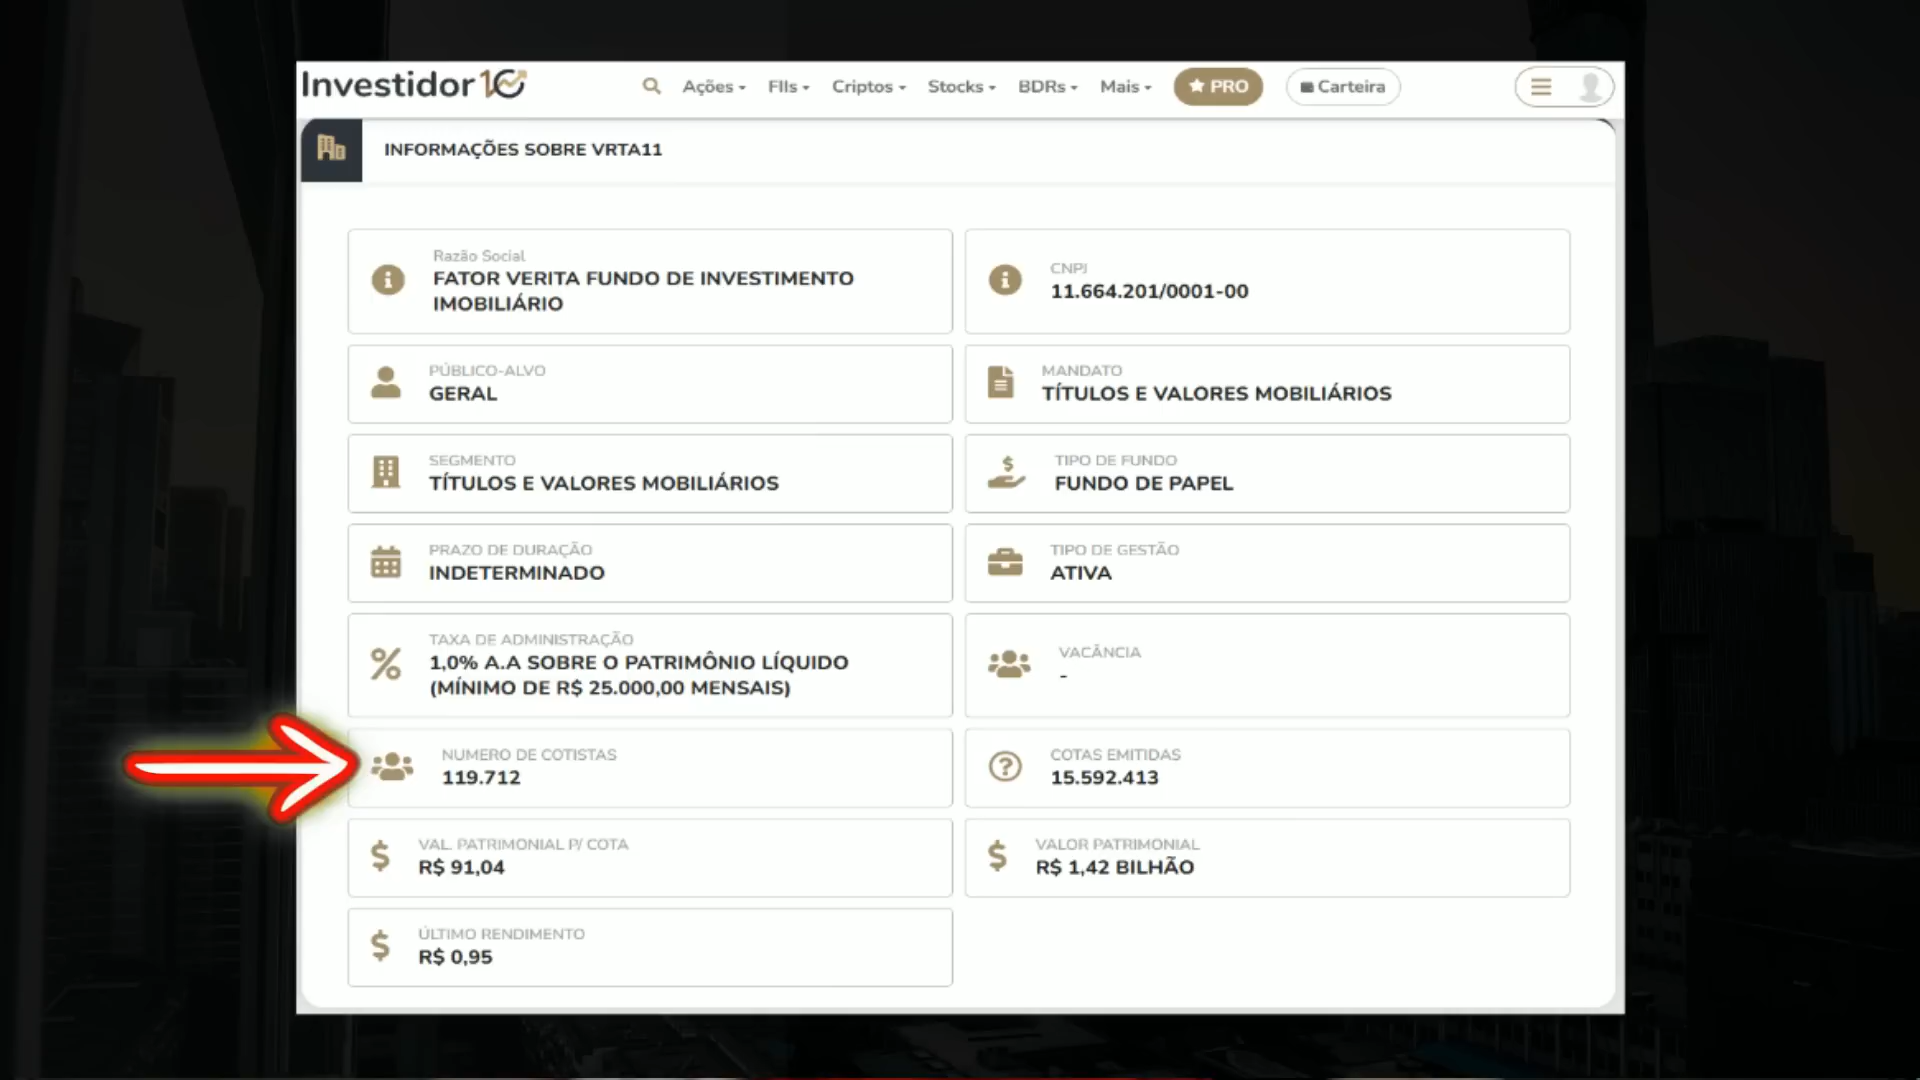 Investidor 10
Ações
FIIs
Criptos
Stocks
BDRs
Mais
PRO
Carteira
INFORMAÇÕES SOBRE VRTA11
Razão Social
FATOR VERITA FUNDO DE INVESTIMENTO
IMOBILIÁRIO
CNPJ
11.664.201/0001-00
PÚBLICO-ALVO
GERAL
MANDATO
TÍTULOS E VALORES MOBILIÁRIOS
SEGMENTO
TÍTULOS E VALORES MOBILIÁRIOS
TIPO DE FUNDO
FUNDO DE PAPEL
PRAZO DE DURAÇÃO
INDETERMINADO
TIPO DE GESTÃO
ATIVA
TAXA DE ADMINISTRAÇÃO
1,0% A.A SOBRE O PATRIMÔNIO LÍQUIDO
(MÍNIMO DE R$ 25.000,00 MENSAIS)
VACÂNCIA
-
NUMERO DE COTISTAS
119.712
COTAS EMITIDAS
15.592.413
VAL. PATRIMONIAL P/ COTA
R$ 91,04
VALOR PATRIMONIAL
R$ 1,42 BILHÃO
ÚLTIMO RENDIMENTO
R$ 0,95